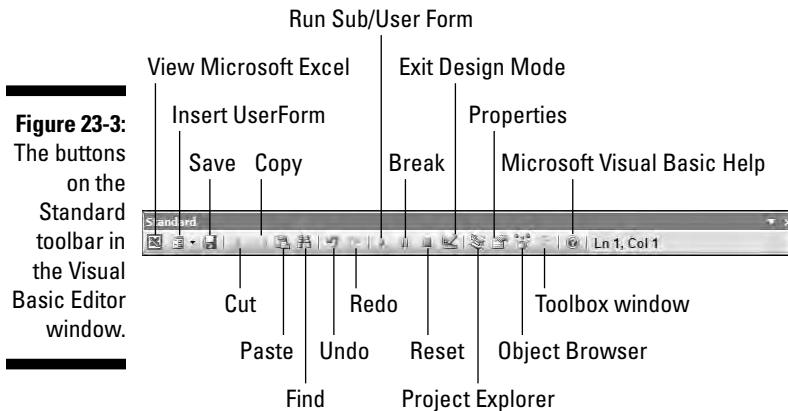 Run Sub/User Form
View Microsoft Excel
Exit Design Mode
Insert UserForm
Properties
Save
Copy
Break
Microsoft Visual Basic Help
Figure 23-3:
The buttons
on the
Standard
toolbar in
the Visual
Basic Editor
window.
Standard
Ln 1, Col 1
Cut
Redo
Toolbox window
Paste
Undo
Reset
Object Browser
Find
Project Explorer